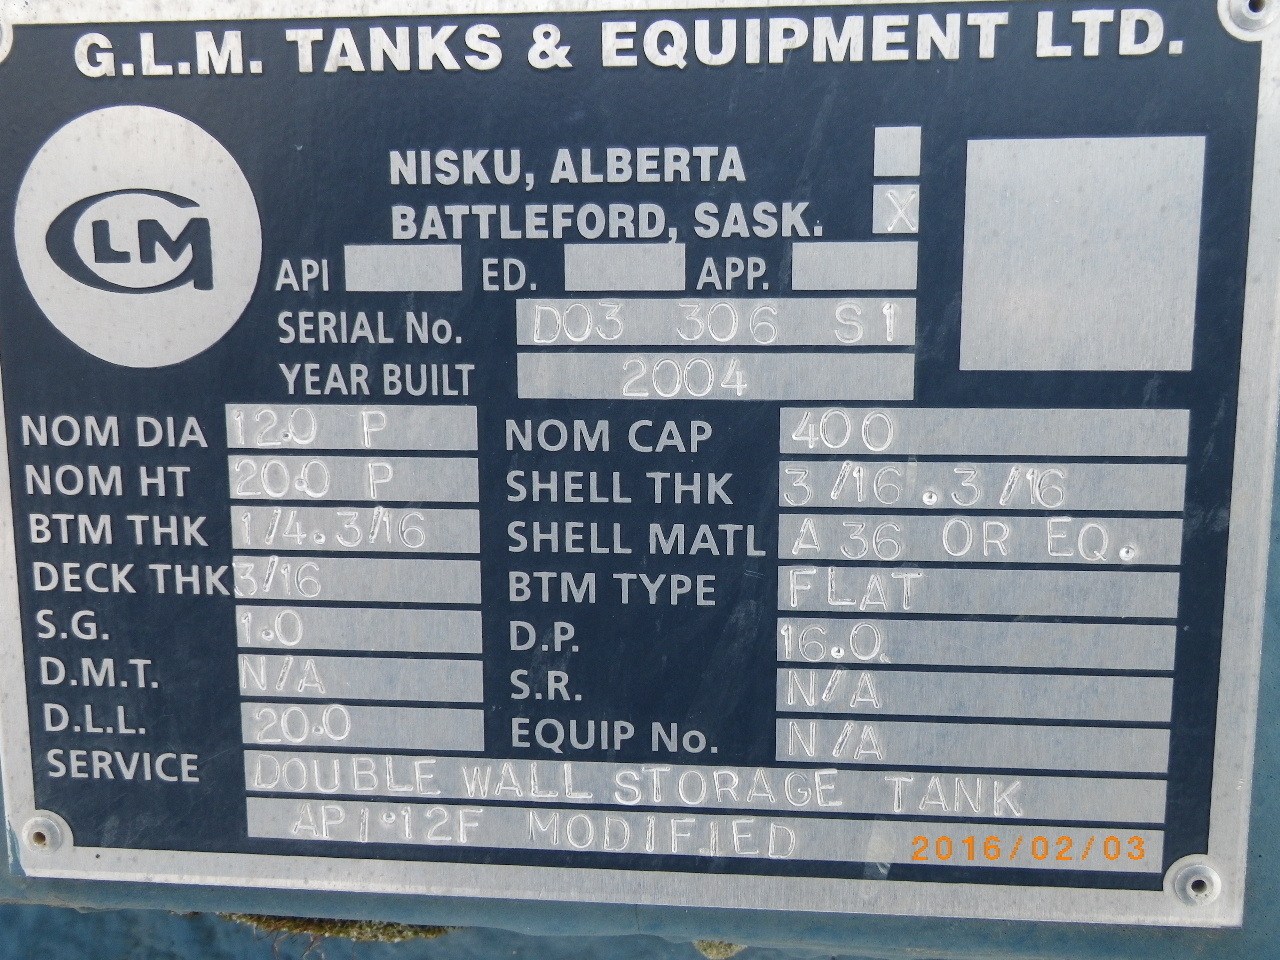 G.L.M. TANKS & EQUIPMENT LTD.
GLM
NISKU, ALBERTA
BATTLEFORD, SASK. X
API ED. APP.
SERIAL No. D03 306 S1
YEAR BUILT 2004
NOM DIA 12.0 P NOM CAP 400
NOM HT 20.0 P SHELL THK 3/16.3/16
BTM THK 1/4.3/16 SHELL MATL A 36 OR EQ.
DECK THK 3/16 BTM TYPE FLAT
S.G. 1.0 D.P. 16.0
D.M.T. N/A S.R. N/A
D.L.L. 20.0 EQUIP No. N/A
SERVICE DOUBLE WALL STORAGE TANK
API.12F MODIFIED
2016/02/03